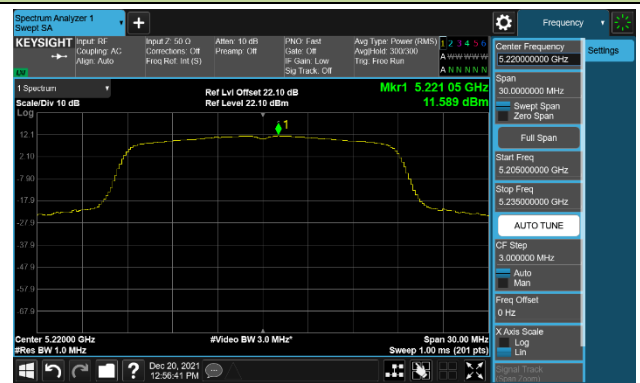 Spectrum Analyzer 1
Swept SA
Frequency
KEYSIGHT
Input: RF
Coupling: AC
Align: Auto
Input Z: 50 Ω
Corrections: Off
Freq Ref: Int (S)
Atten: 10 dB
Preamp: Off
PNO: Fast
Gate: Off
IF Gain: Low
Sig Track: Off
Avg Type: Power (RMS)
Avg|Hold: 300/300
Trig: Free Run
1 2 3 4 5 6
A W W W W W
A N N N N N
1 Spectrum
Scale/Div 10 dB
Log
Ref Lvl Offset 22.10 dB
Ref Level 22.10 dBm
Mkr1 5.221 05 GHz
11.589 dBm
1
12.1
2.10
-7.90
-17.9
-27.9
-37.9
-47.9
-57.9
-67.9
Center 5.22000 GHz
#Res BW 1.0 MHz
#Video BW 3.0 MHz*
Span 30.00 MHz
Sweep 1.00 ms (201 pts)
Center Frequency
5.220000000 GHz
Settings
Span
30.0000000 MHz
Swept Span
Zero Span
Full Span
Start Freq
5.205000000 GHz
Stop Freq
5.235000000 GHz
AUTO TUNE
CF Step
3.000000 MHz
Auto
Man
Freq Offset
0 Hz
X Axis Scale
Log
Lin
Signal Track
(Span Zoom)
Dec 20, 2021
12:56:41 PM